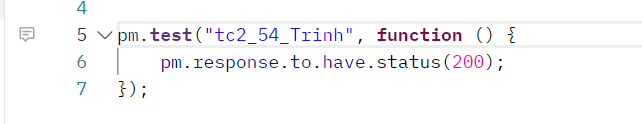 4
5 pm.test("tc2_54_Trinh", function () {
6 pm.response.to.have.status(200);
7 });